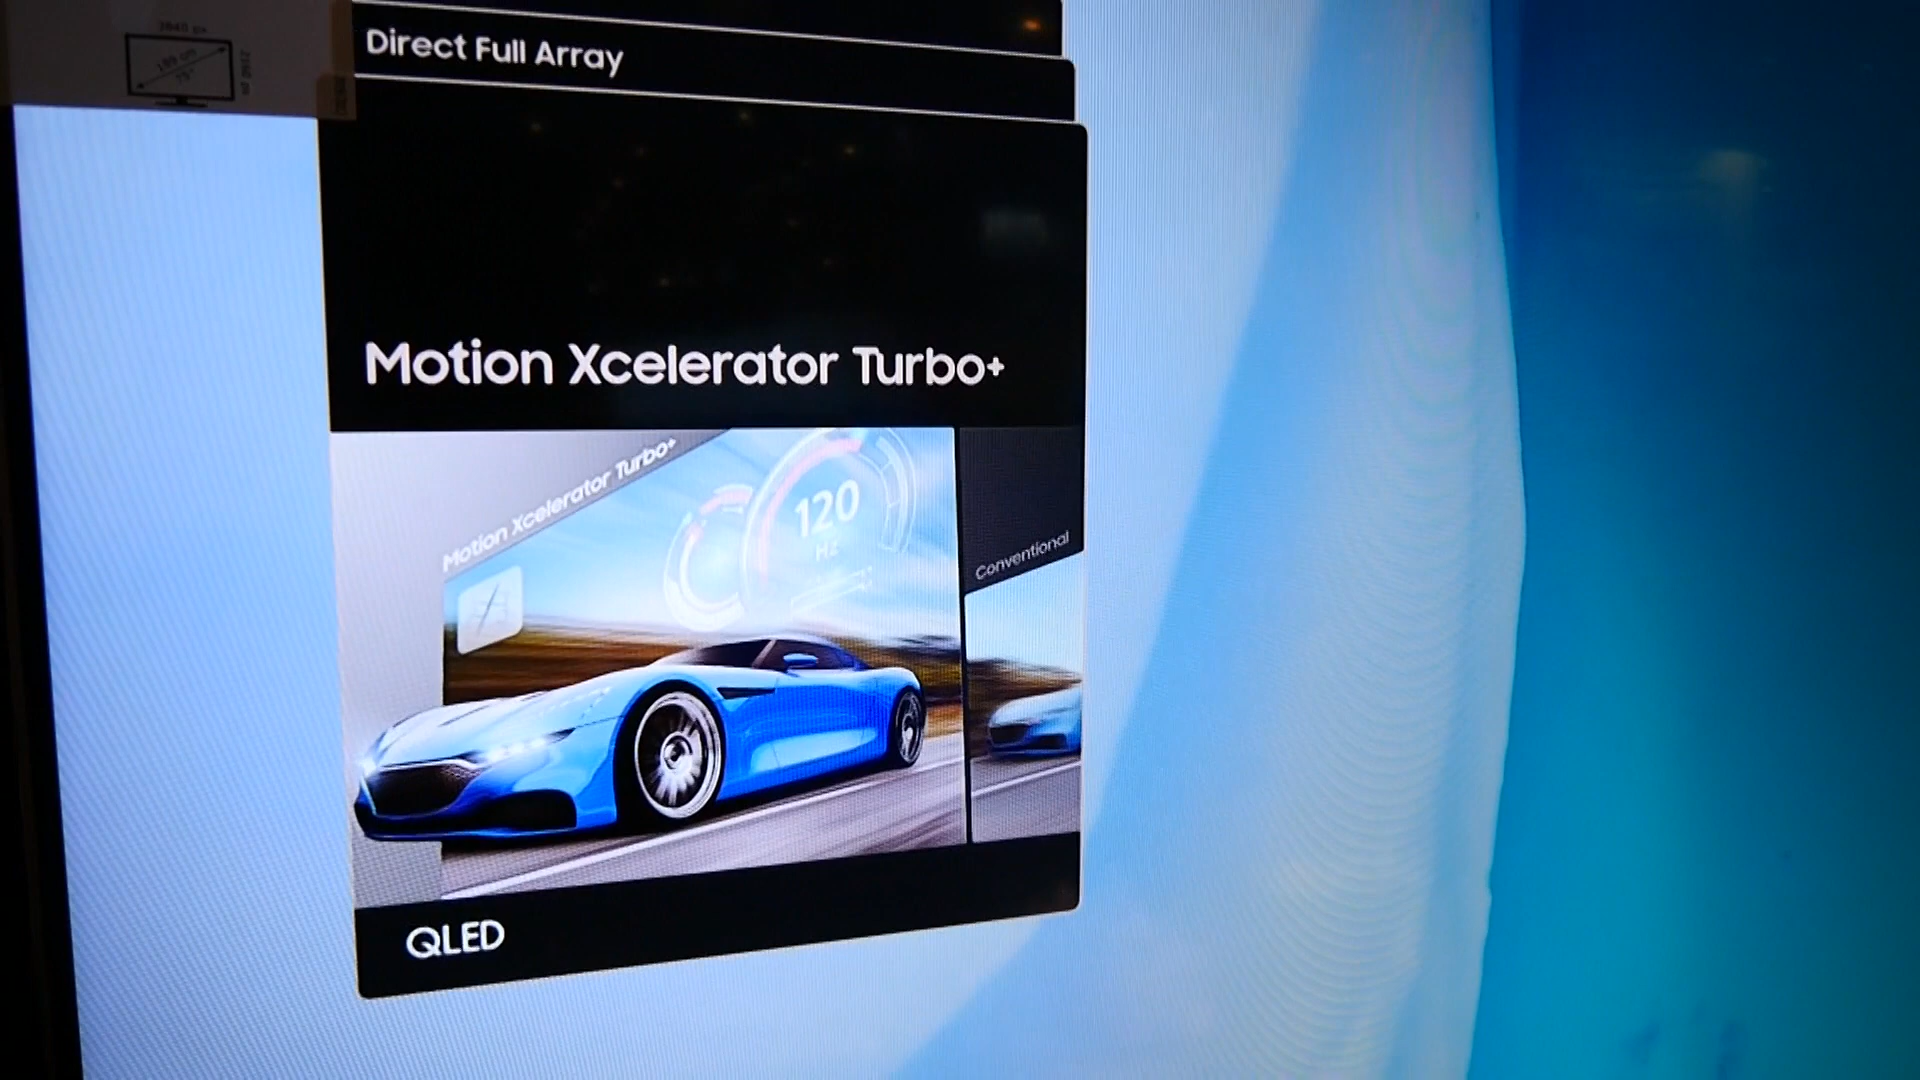 Direct Full Array
Motion Xcelerator Turbo+
Motion Xcelerator Turbo+
120
Hz
Conventional
QLED